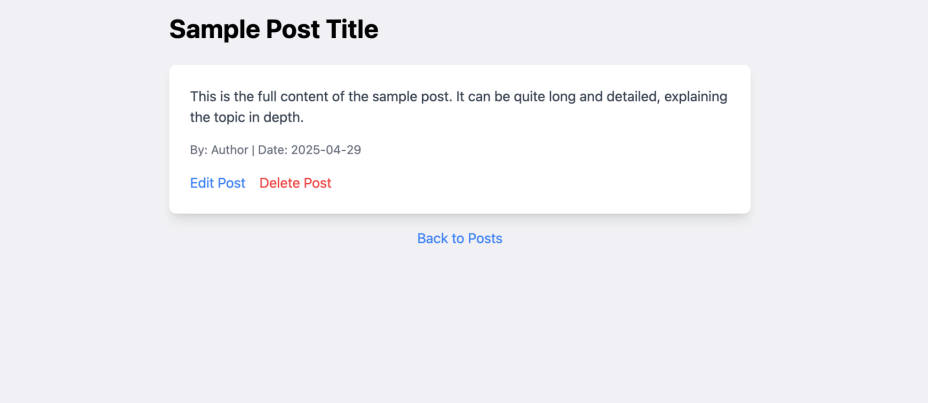 Sample Post Title
This is the full content of the sample post. It can be quite long and detailed, explaining
the topic in depth.
By: Author | Date: 2025-04-29
Edit Post Delete Post
Back to Posts